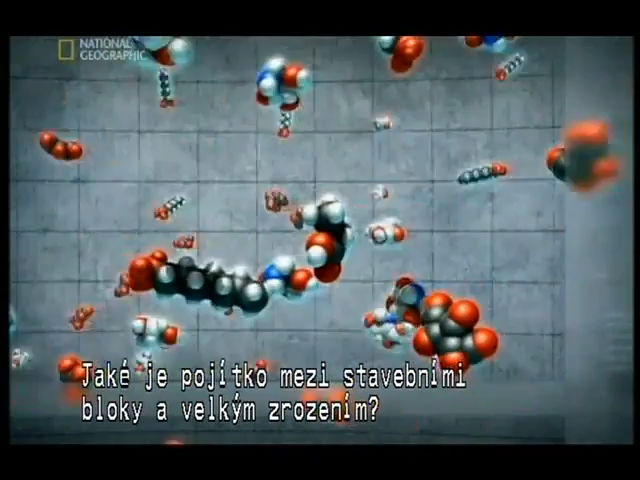 NATIONAL
GEOGRAPHIC
Jaké je pojítko mezi stavebními
bloky a velkým zrozením?